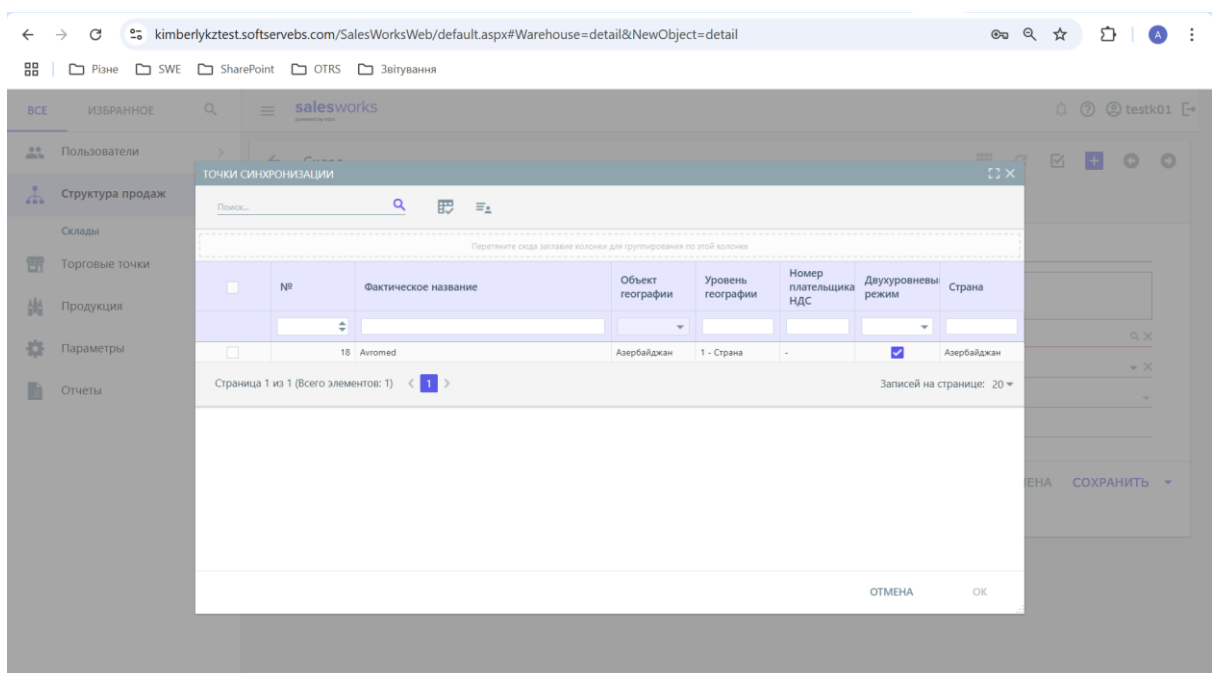 kimberlykztest.softservebs.com/SalesWorksWeb/default.aspx#Warehouse=detail&NewObject=detail
A
Різне SWE SharePoint OTRS Звітування
ВСЕ ИЗБРАННОЕ salesworks testk01
Пользователи
ТОЧКИ СИНХРОНИЗАЦИИ
Структура продаж
Поиск...
Склады
Перетяните сюда заглавие колонки для группирования по этой колонке
Торговые точки
№ Фактическое название Объект географии Уровень географии Номер плательщика НДС Двухуровневы режим Страна
Продукция
Параметры
18 Avromed Азербайджан 1 - Страна - Азербайджан
Страница 1 из 1 (Всего элементов: 1) 1 Записей на странице: 20
Отчеты
ЕНА СОХРАНИТЬ
ОТМЕНА ОК